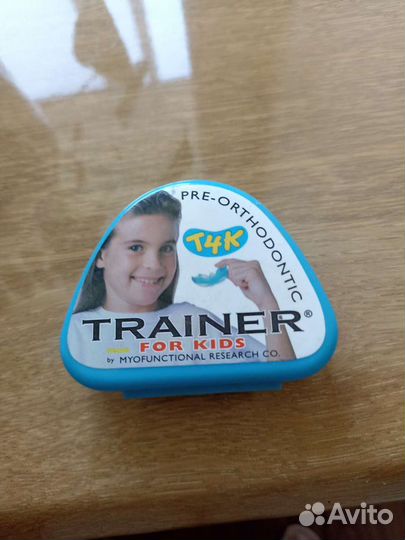 PRE-ORTHODONTIC
T4K
TRAINER®
FOR KIDS
by MYOFUNCTIONAL RESEARCH CO.
Avito